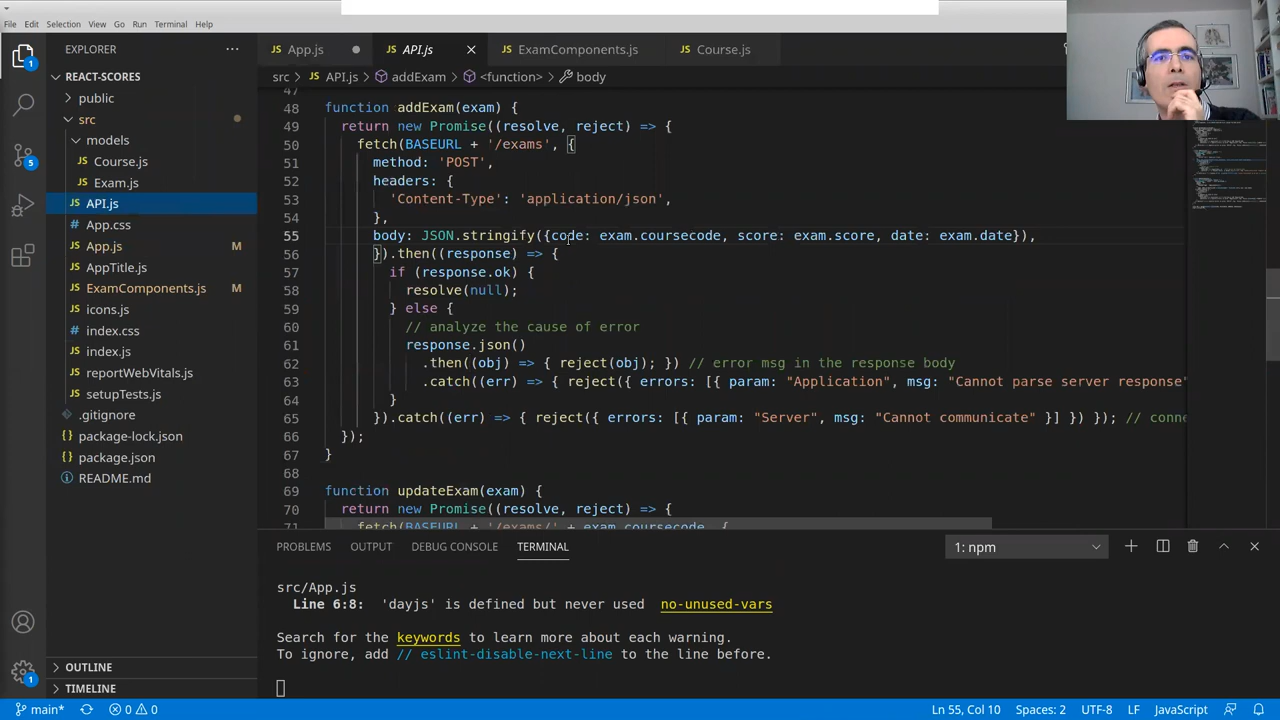 File Edit Selection View Go Run Terminal Help
EXPLORER
REACT-SCORES
public
src
models
JS Course.js
JS Exam.js
JS API.js
# App.css
JS App.js M
JS AppTitle.js
JS ExamComponents.js M
JS icons.js
# index.css
JS index.js
JS reportWebVitals.js
JS setupTests.js
.gitignore
package-lock.json
package.json
README.md
OUTLINE
TIMELINE
1
5
1
JS App.js JS API.js JS ExamComponents.js JS Course.js
src > JS API.js > addExam > <function> > body
47
48 function addExam(exam) {
49 return new Promise((resolve, reject) => {
50 fetch(BASEURL + '/exams', {
51 method: 'POST',
52 headers: {
53 'Content-Type': 'application/json',
54 },
55 body: JSON.stringify({code: exam.coursecode, score: exam.score, date: exam.date}),
56 }).then((response) => {
57 if (response.ok) {
58 resolve(null);
59 } else {
60 // analyze the cause of error
61 response.json()
62 .then((obj) => { reject(obj); }) // error msg in the response body
63 .catch((err) => { reject({ errors: [{ param: "Application", msg: "Cannot parse server response"
64 }
65 }).catch((err) => { reject({ errors: [{ param: "Server", msg: "Cannot communicate" }] }) }); // conne
66 });
67 }
68
69 function updateExam(exam) {
70 return new Promise((resolve, reject) => {
71 fetch(BASEURL + '/exams/' + exam.coursecode, {
PROBLEMS OUTPUT DEBUG CONSOLE TERMINAL 1: npm
src/App.js
Line 6:8: 'dayjs' is defined but never used no-unused-vars
Search for the keywords to learn more about each warning.
To ignore, add // eslint-disable-next-line to the line before.
main* 0 0 Ln 55, Col 10 Spaces: 2 UTF-8 LF JavaScript